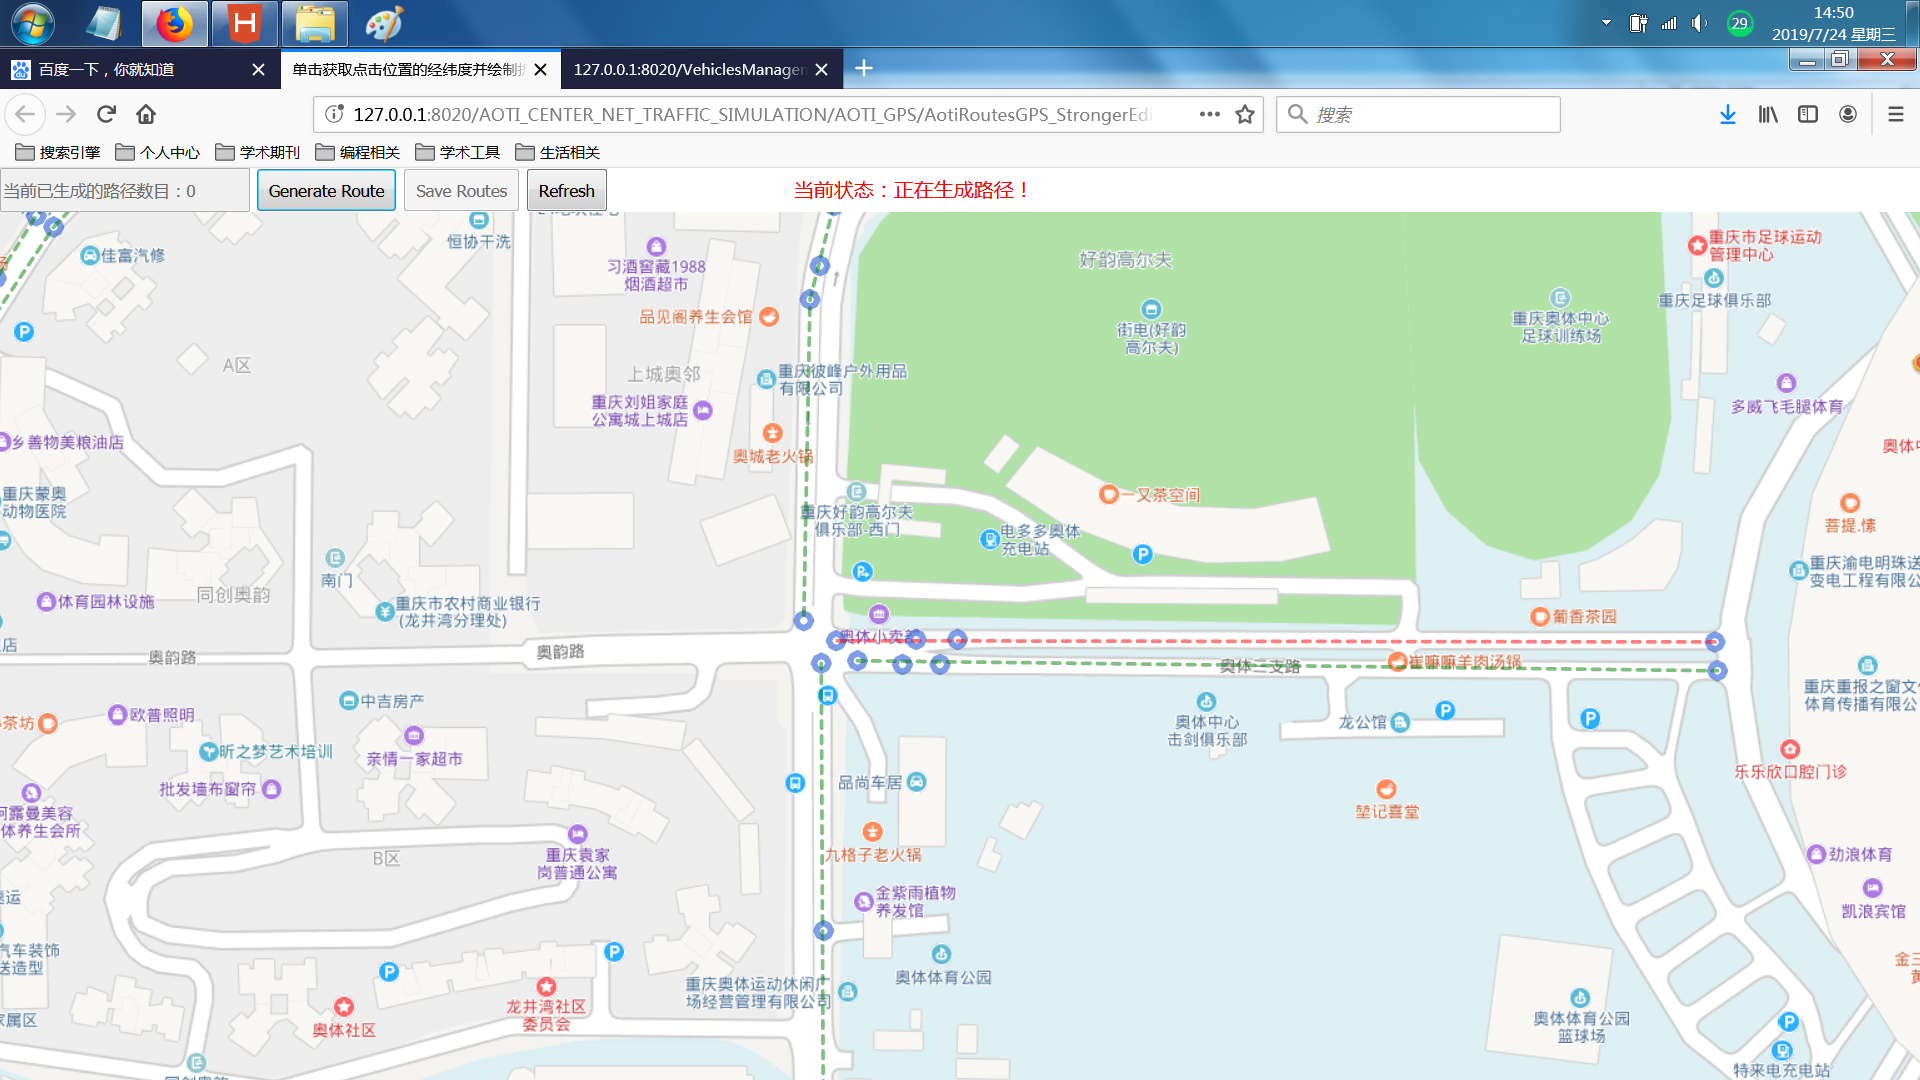 14:50
29
2019/7/24 星期三
百度一下，你就知道
单击获取点击位置的经纬度并绘制折
127.0.0.1:8020/VehiclesManagem
127.0.0.1:8020/AOTI_CENTER_NET_TRAFFIC_SIMULATION/AOTI_GPS/AotiRoutesGPS_StrongerEdi
搜索
搜索引擎
个人中心
学术期刊
编程相关
学术工具
生活相关
当前已生成的路径数目：0
Generate Route
Save Routes
Refresh
当前状态：正在生成路径！
恒协干洗
佳富汽修
习酒窖藏1988
烟酒超市
品见阁养生会馆
好韵高尔夫
街电(好韵
高尔夫)
重庆奥体中心
足球训练场
重庆市足球运动
管理中心
重庆足球俱乐部
A区
上城奥邻
重庆彼峰户外用品
有限公司
重庆刘姐家庭
公寓城上城店
多威飞毛腿体育
乡善物美粮油店
奥城老火锅
奥体中
重庆蒙奥
动物医院
重庆好韵高尔夫
俱乐部-西门
一又茶空间
电多多奥体
充电站
菩提.愫
南门
同创奥韵
体育园林设施
重庆市农村商业银行
(龙井湾分理处)
重庆渝电明珠送
变电工程有限公
葡香茶园
店
奥体小卖部
奥韵路
奥韵路
奥体三支路
崔嘛嘛羊肉汤锅
重庆重报之窗文化
体育传播有限公
中吉房产
欧普照明
茶坊
昕之梦艺术培训
亲情一家超市
批发墙布窗帘
奥体中心
击剑俱乐部
龙公馆
乐乐欣口腔门诊
品尚车居
堃记喜堂
阿露曼美容
体养生会所
B区
重庆袁家
岗普通公寓
九格子老火锅
劲浪体育
金紫雨植物
养发馆
凯浪宾馆
速运
汽车装饰
送造型
奥体体育公园
重庆奥体运动休闲广
场经营管理有限公司
龙井湾社区
委员会
奥体社区
家属区
奥体体育公园
篮球场
金三
特来电充电站
同创奥韵